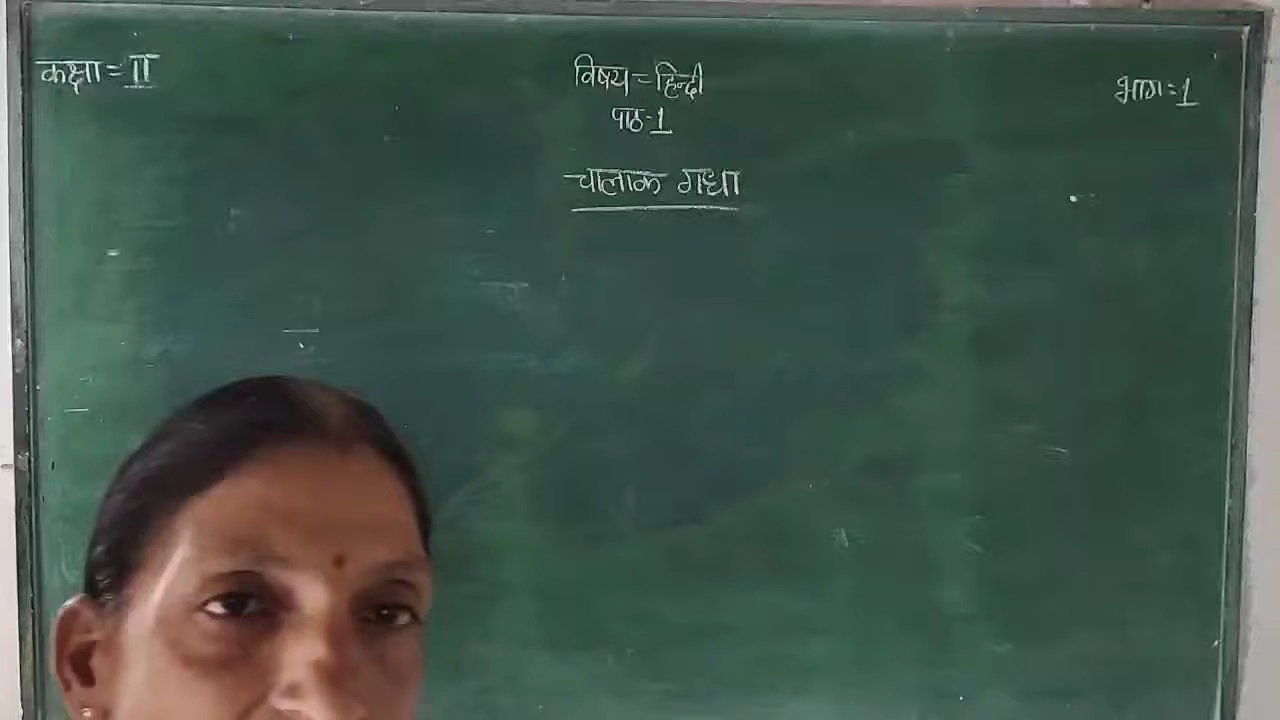 कक्षा = II
विषय = हिन्दी
भाग = 1
पाठ - 1
चालाक गधा